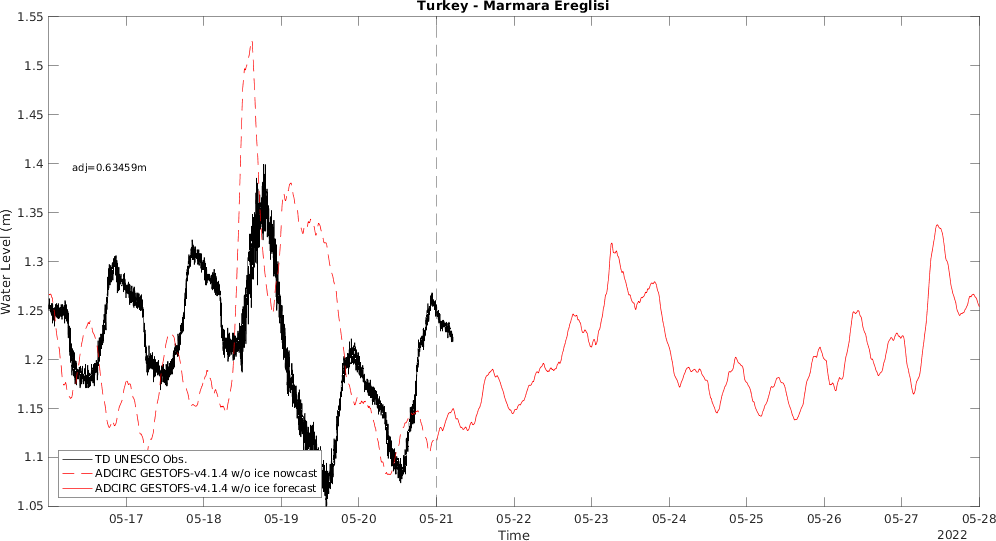 Turkey - Marmara Ereglisi
1.55
1.5
1.45
1.4
1.35
1.3
1.25
1.2
1.15
1.1
1.05
Water Level (m)
adj=0.63459m
TD UNESCO Obs.
ADCIRC GESTOFS-v4.1.4 w/o ice nowcast
ADCIRC GESTOFS-v4.1.4 w/o ice forecast
05-17 05-18 05-19 05-20 05-21 05-22 05-23 05-24 05-25 05-26 05-27 05-28
Time
2022